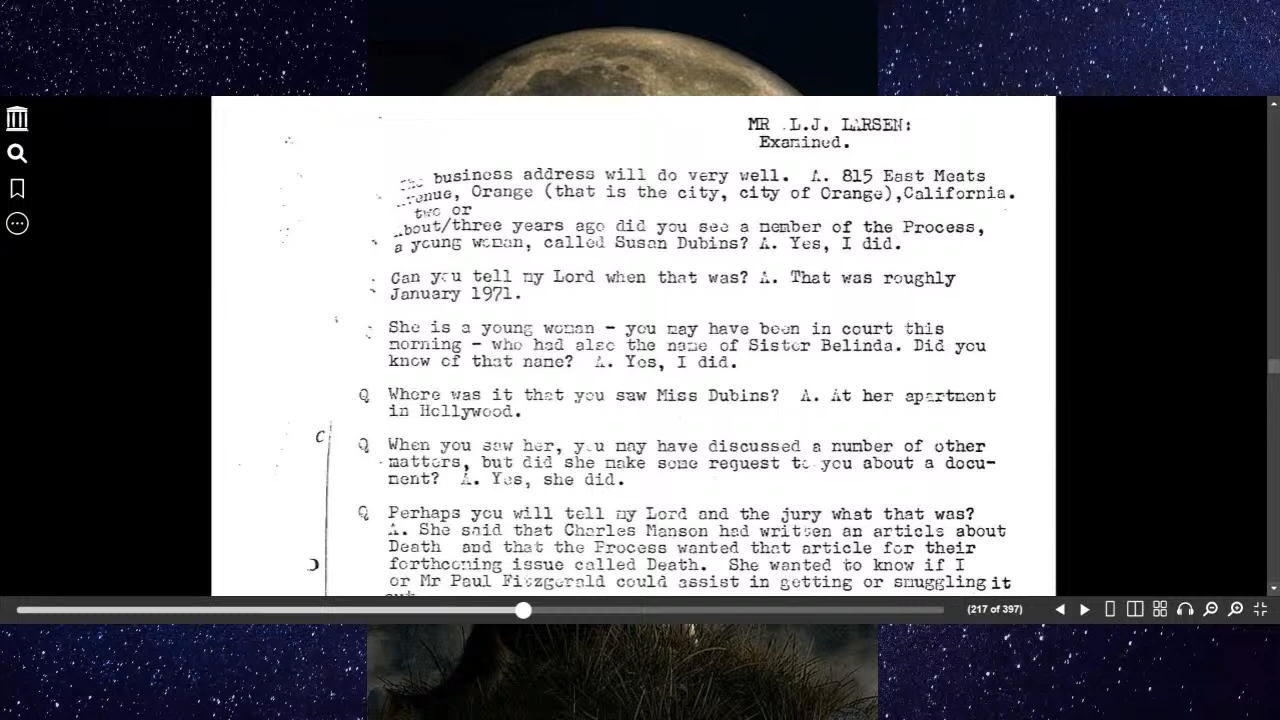 MR L.J. LARSEN:
Examined.
business address will do very well. A. 815 East Meats
Orange (that is the city, city of Orange),California.
two or
bout/three years ago did you see a member of the Process,
a young woman, called Susan Dubins? A. Yes, I did.
Can you tell my Lord when that was? A. That was roughly
January 1971.
She is a young woman - you may have been in court this
morning - who had also the name of Sister Belinda. Did you
know of that name? A. Yes, I did.
Q Where was it that you saw Miss Dubins? A. At her apartment
in Hollywood.
C
Q When you saw her, you may have discussed a number of other
matters, but did she make some request to you about a docu-
ment? A. Yes, she did.
Q Perhaps you will tell my Lord and the jury what that was?
A. She said that Charles Manson had written an article about
Death and that the Process wanted that article for their
forthcoming issue called Death. She wanted to know if I
or Mr Paul Fitzgerald could assist in getting or smuggling it
(217 of 397)